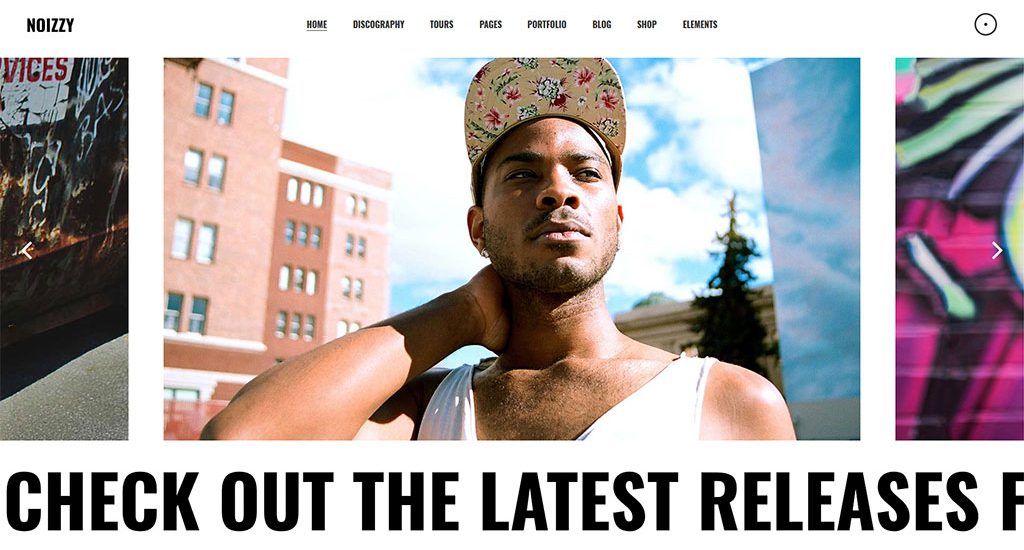 NOIZZY
HOME DISCOGRAPHY TOURS PAGES PORTFOLIO BLOG SHOP ELEMENTS
VICES
CHECK OUT THE LATEST RELEASES F